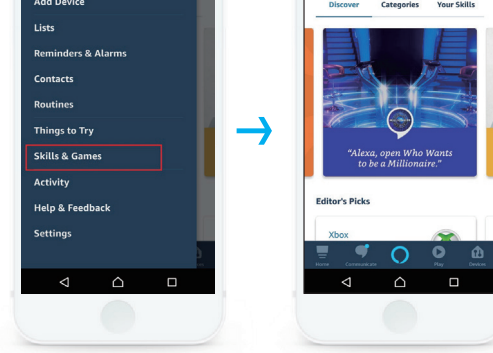 Add Device
Lists
Reminders & Alarms
Contacts
Routines
Things to Try
Skills & Games
Activity
Help & Feedback
Settings
Discover Categories Your Skills
"Alexa, open Who Wants
to be a Millionaire."
Editor's Picks
Xbox
Home Communicate Play Devices